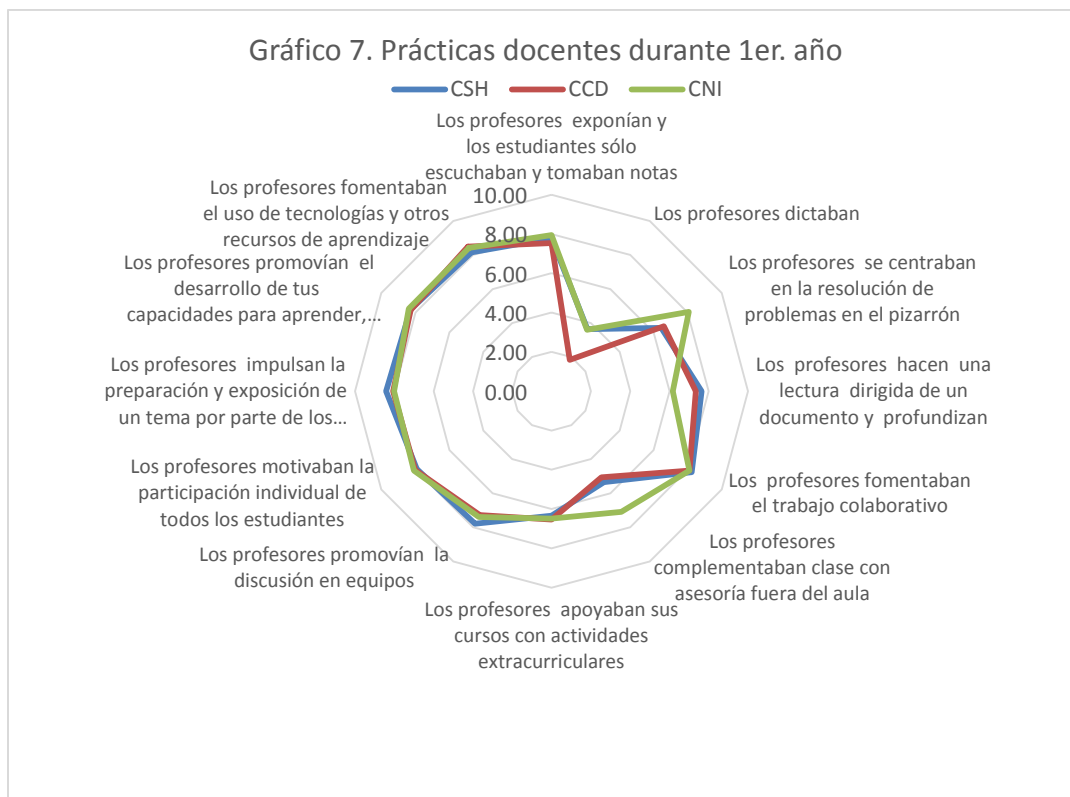 Gráfico 7. Prácticas docentes durante 1er. año
CSH CCD CNI
Los profesores exponían y
los estudiantes sólo
escuchaban y tomaban notas
Los profesores dictaban
Los profesores se centraban
en la resolución de
problemas en el pizarrón
Los profesores hacen una
lectura dirigida de un
documento y profundizan
Los profesores fomentaban
el trabajo colaborativo
Los profesores
complementaban clase con
asesoría fuera del aula
Los profesores apoyaban sus
cursos con actividades
extracurriculares
Los profesores promovían la
discusión en equipos
Los profesores motivaban la
participación individual de
todos los estudiantes
Los profesores impulsan la
preparación y exposición de
un tema por parte de los...
Los profesores promovían el
desarrollo de tus
capacidades para aprender,...
Los profesores fomentaban
el uso de tecnologías y otros
recursos de aprendizaje
10.00
8.00
6.00
4.00
2.00
0.00